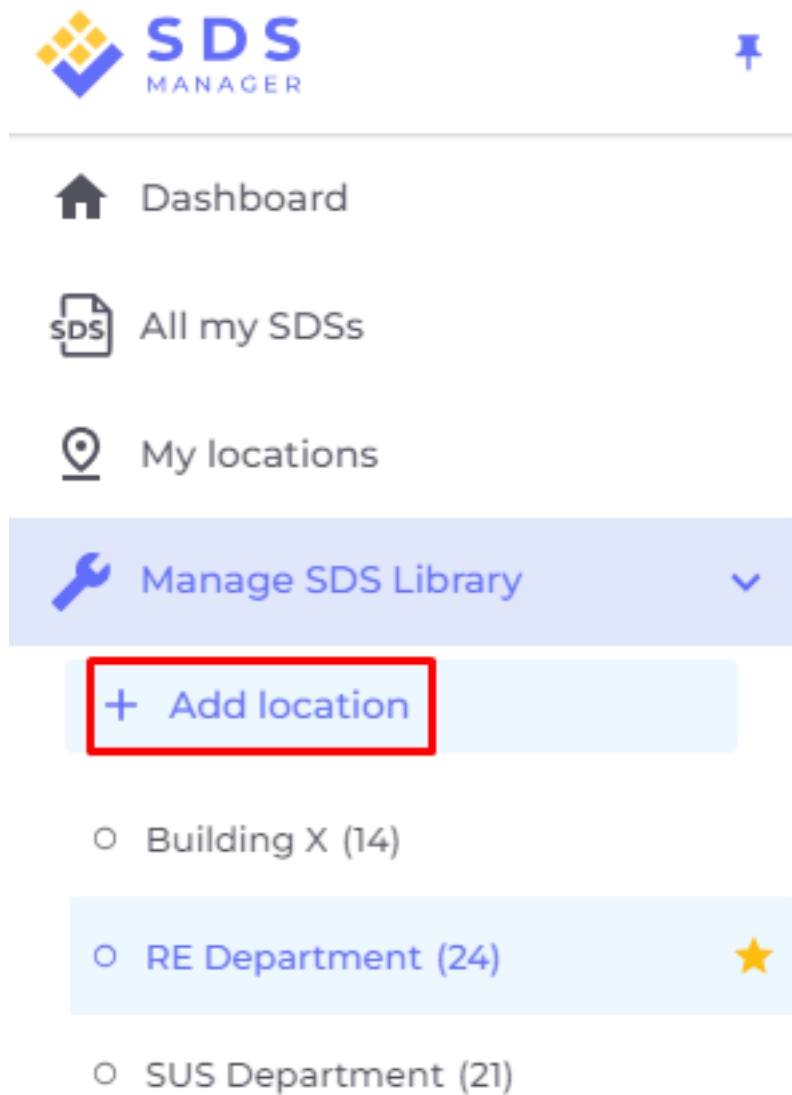 SDS
MANAGER
Dashboard
SDS
All my SDSs
My locations
Manage SDS Library
+ Add location
Building X (14)
RE Department (24)
SUS Department (21)